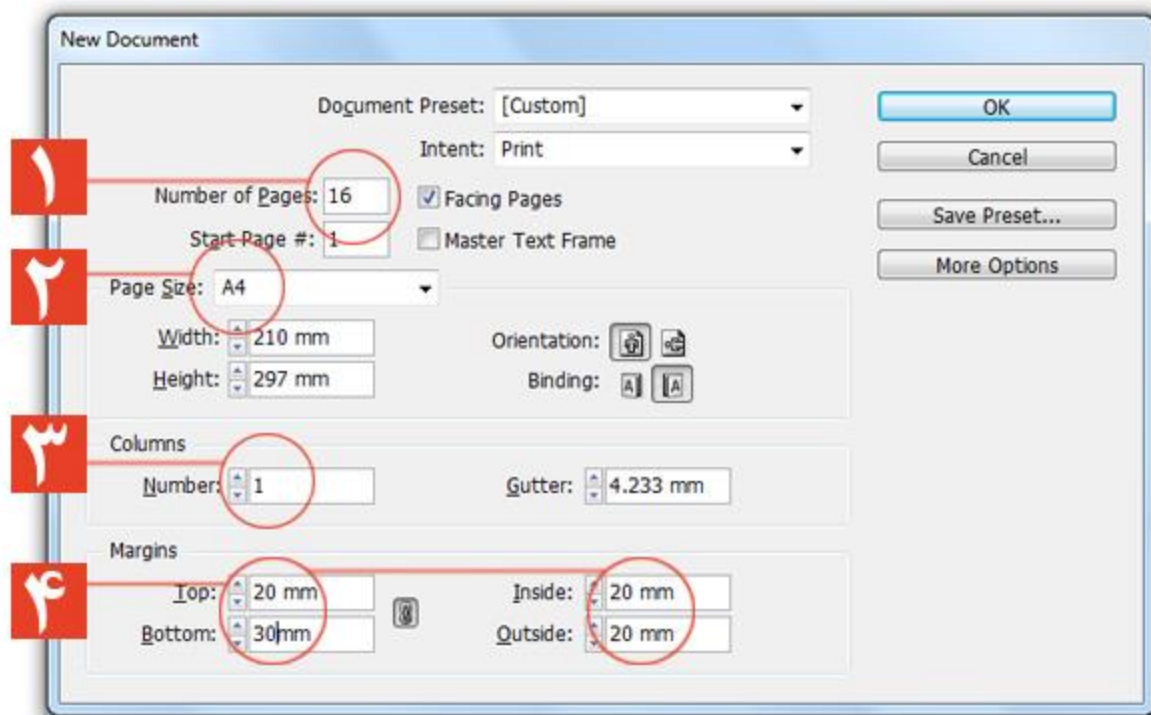 New Document
Document Preset: [Custom]
OK
Intent: Print
Cancel
۱
Number of Pages: 16 Facing Pages
Save Preset...
Start Page #: 1 Master Text Frame
More Options
۲
Page Size: A4
Width: 210 mm Orientation:
Height: 297 mm Binding: A A
۳
Columns
Number: 1 Gutter: 4.233 mm
Margins
۴
Top: 20 mm Inside: 20 mm
Bottom: 30mm Outside: 20 mm